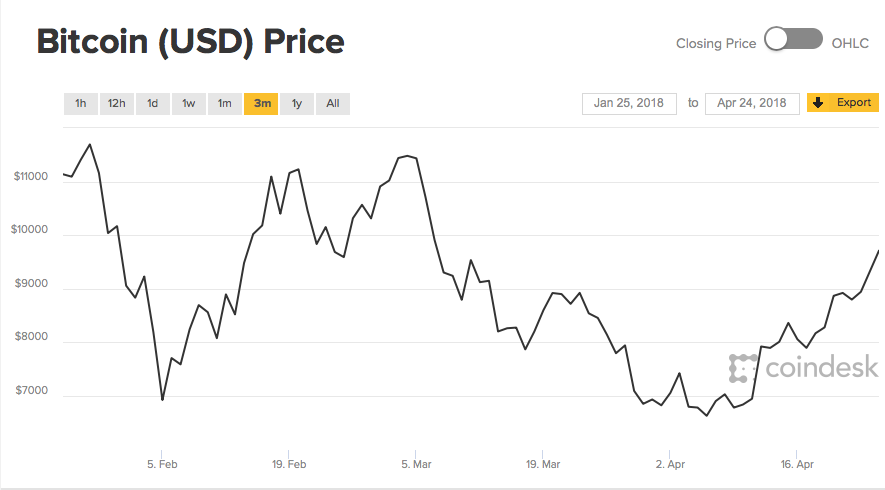 Bitcoin (USD) Price
Closing Price OHLC
1h 12h 1d 1w 1m 3m 1y All Jan 25, 2018 to Apr 24, 2018 Export
$11000
$10000
$9000
$8000
coindesk
$7000
5. Feb 19. Feb 5. Mar 19. Mar 2. Apr 16. Apr